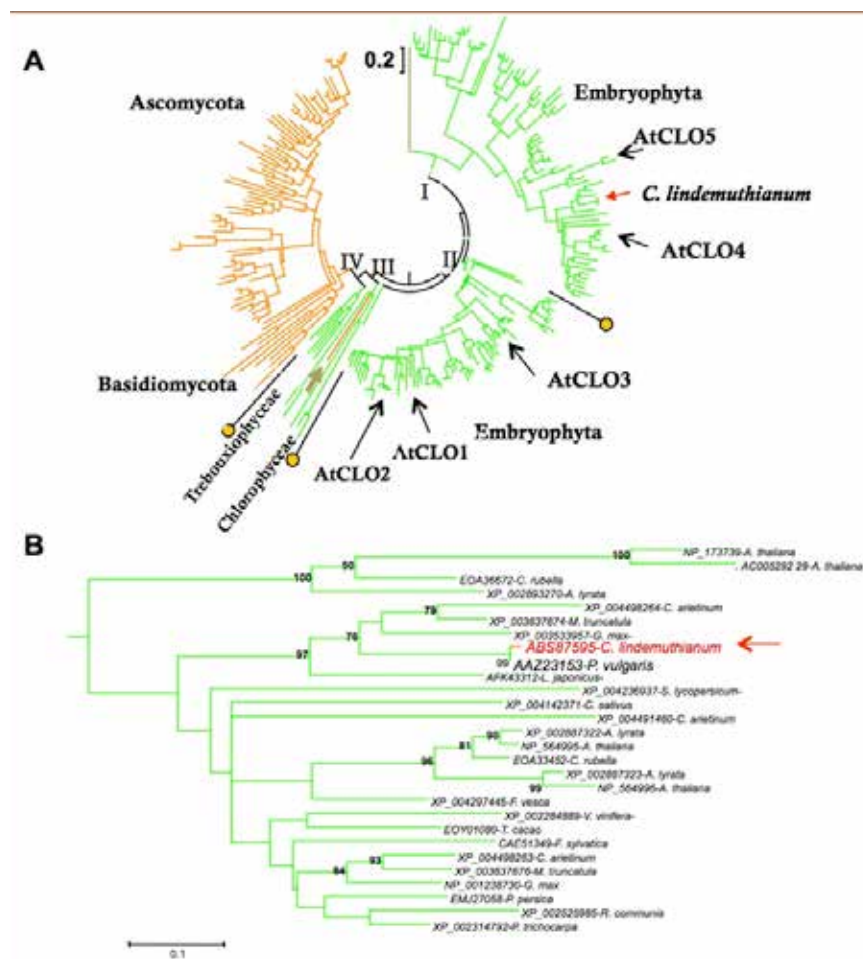 A
0.2
Ascomycota
Embryophyta
AtCLO5
I
C. lindemuthianum
IV
III
II
AtCLO4
Basidiomycota
AtCLO3
Trebouxiophyceae
Chlorophyceae
AtCLO2
AtCLO1
Embryophyta
B
100
NP_173739-A. thaliana
50
AC005292 29-A. thaliana
100
EOA36672-C. rubella
XP_002893270-A. lyrata
79
XP_004498264-C. arietinum
XP_003637674-M. truncatula
76
XP_003533957-G. max-
ABS87595-C. lindemuthianum
97
99
AAZ23153-P. vulgaris
AFK43312-L. japonicus-
XP_004236937-S. lycopersicum-
XP_004142371-C. sativus
XP_004491460-C. arietinum
90
XP_002887322-A. lyrata
81
NP_564995-A. thaliana
96
EOA33452-C. rubella
XP_002887323-A. lyrata
99
NP_564996-A. thaliana
XP_004297445-F. vesca
XP_002284889-V. vinifera-
EOY01080-T. cacao
CAE51349-F. sylvatica
93
XP_004498263-C. arietinum
84
XP_003637676-M. truncatula
NP_001238730-G. max
EMJ27058-P. persica
XP_002525985-R. communis
XP_002314792-P. trichocarpa
0.1